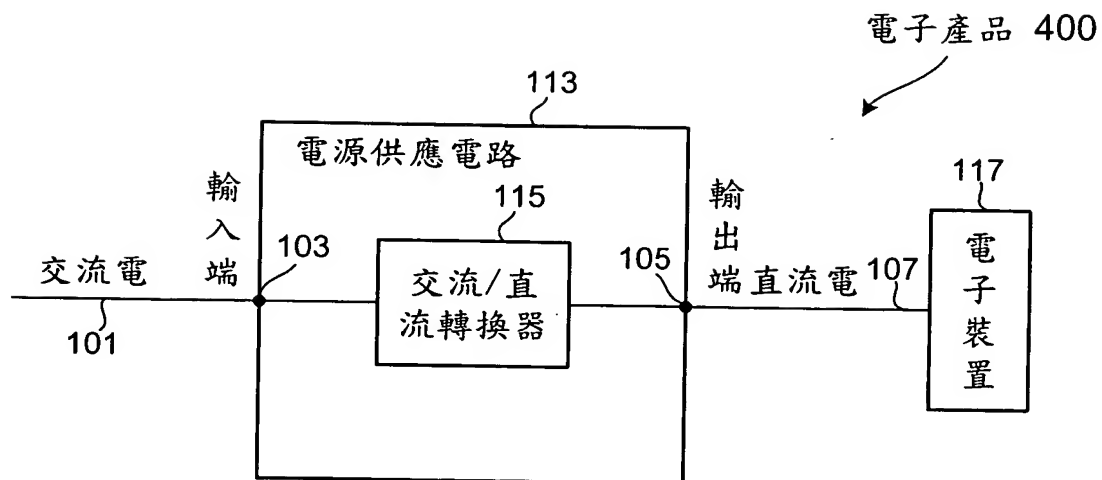 電子產品 400
113
電源供應電路
輸入端
115
輸出端
117
交流電
103
交流/直
流轉換器
105
直流電
107
電子裝置
101